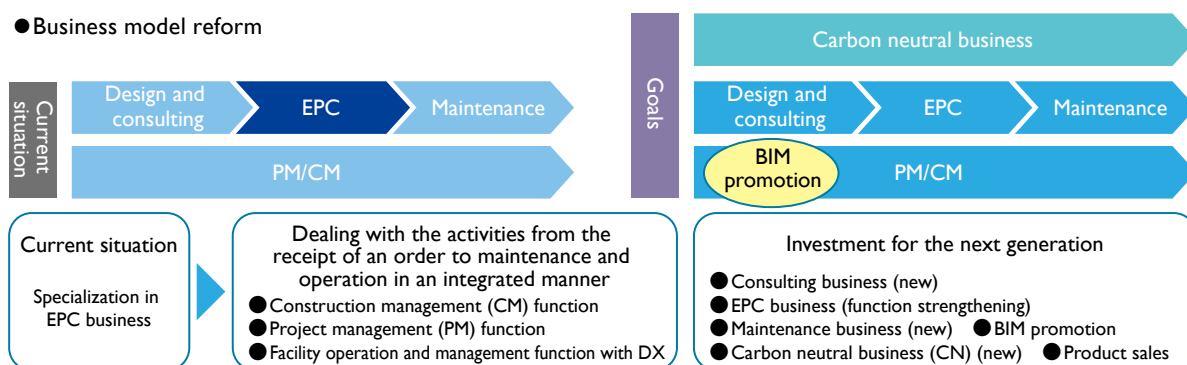 ●Business model reform
Current
situation
Design and
consulting
EPC
Maintenance
PM/CM
Goals
Carbon neutral business
Design and
consulting
EPC
Maintenance
BIM
promotion
PM/CM
Current situation
Specialization in
EPC business
Dealing with the activities from the
receipt of an order to maintenance and
operation in an integrated manner
●Construction management (CM) function
●Project management (PM) function
●Facility operation and management function with DX
Investment for the next generation
●Consulting business (new)
●EPC business (function strengthening)
●Maintenance business (new) ●BIM promotion
●Carbon neutral business (CN) (new) ●Product sales